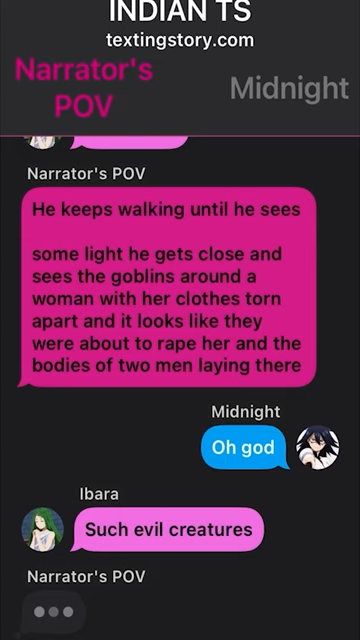 INDIAN TS
textingstory.com
Narrator's
POV
Midnight
Narrator's POV
He keeps walking until he sees
some light he gets close and
sees the goblins around a
woman with her clothes torn
apart and it looks like they
were about to rape her and the
bodies of two men laying there
Midnight
Oh god
Ibara
Such evil creatures
Narrator's POV